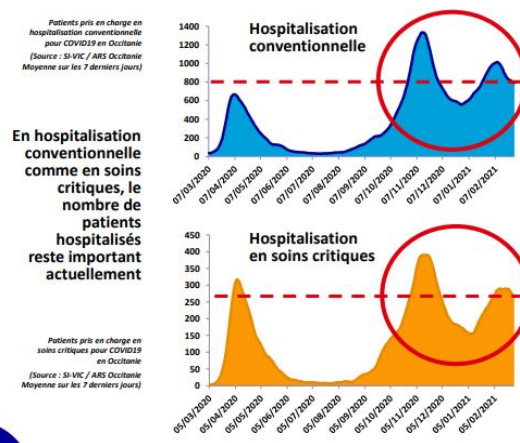 Patients pris en charge en
hospitalisation conventionnelle
pour COVID19 en Occitanie
(Source : SI-VIC / ARS Occitanie
Moyenne sur les 7 derniers jours)
En hospitalisation
conventionnelle
comme en soins
critiques, le
nombre de
patients
hospitalisés
reste important
actuellement
Patients pris en charge en
soins critiques pour COVID19
en Occitanie
(Source : SI-VIC / ARS Occitanie
Moyenne sur les 7 derniers jours)
Hospitalisation
conventionnelle
1400
1200
1000
800
600
400
200
0
07/03/2020
07/04/2020
07/05/2020
07/06/2020
07/07/2020
07/08/2020
07/09/2020
07/10/2020
07/11/2020
07/12/2020
07/01/2021
07/02/2021
Hospitalisation
en soins critiques
450
400
350
300
250
200
150
100
50
0
05/03/2020
05/04/2020
05/05/2020
05/06/2020
05/07/2020
05/08/2020
05/09/2020
05/10/2020
05/11/2020
05/12/2020
05/01/2021
05/02/2021